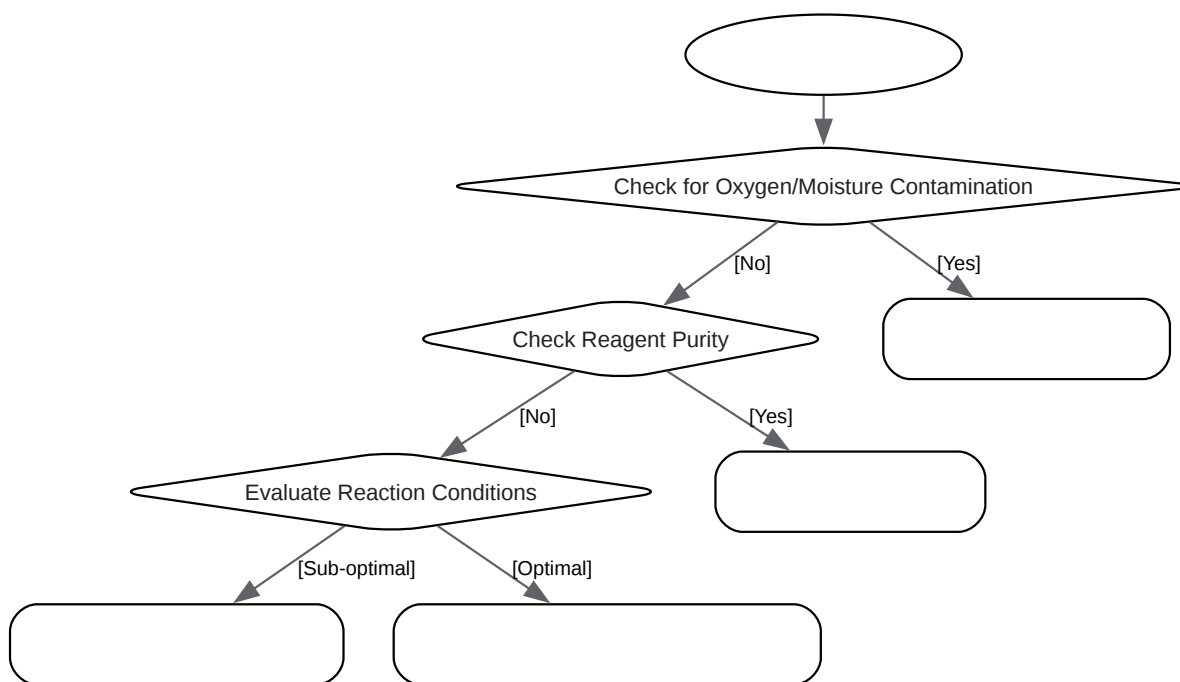 Check for Oxygen/Moisture Contamination
[No]
[Yes]
Check Reagent Purity
[No]
[Yes]
Evaluate Reaction Conditions
[Sub-optimal]
[Optimal]